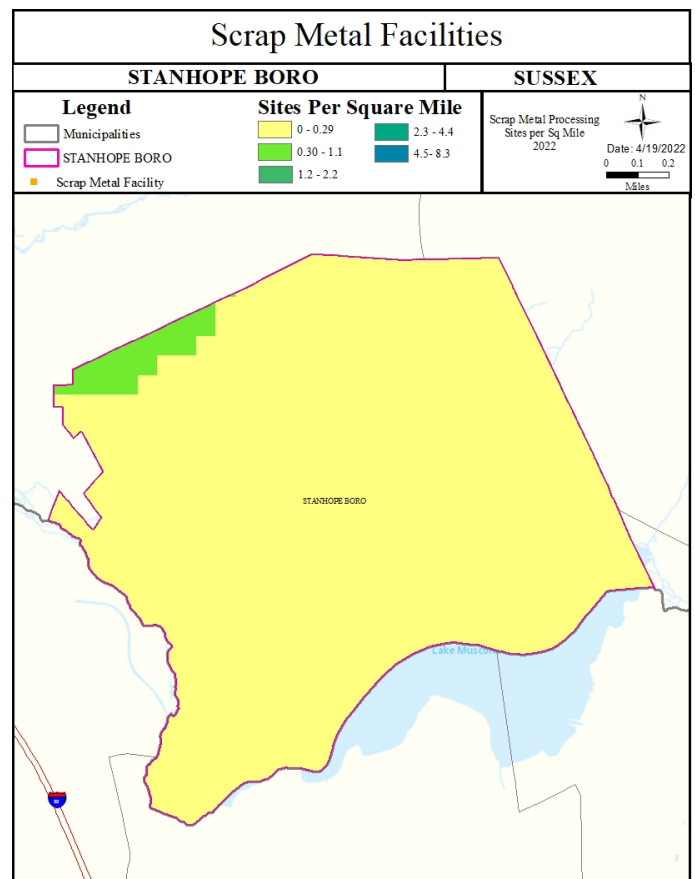 Scrap Metal Facilities
STANHOPE BORO
SUSSEX
Legend
Municipalities
STANHOPE BORO
Scrap Metal Facility
Sites Per Square Mile
0 - 0.29
0.30 - 1.1
1.2 - 2.2
2.3 - 4.4
4.5- 8.3
Scrap Metal Processing
Sites per Sq Mile
2022
N
Date: 4/19/2022
0 0.1 0.2
Miles
STANHOPE BORO
Lake Muscon
80